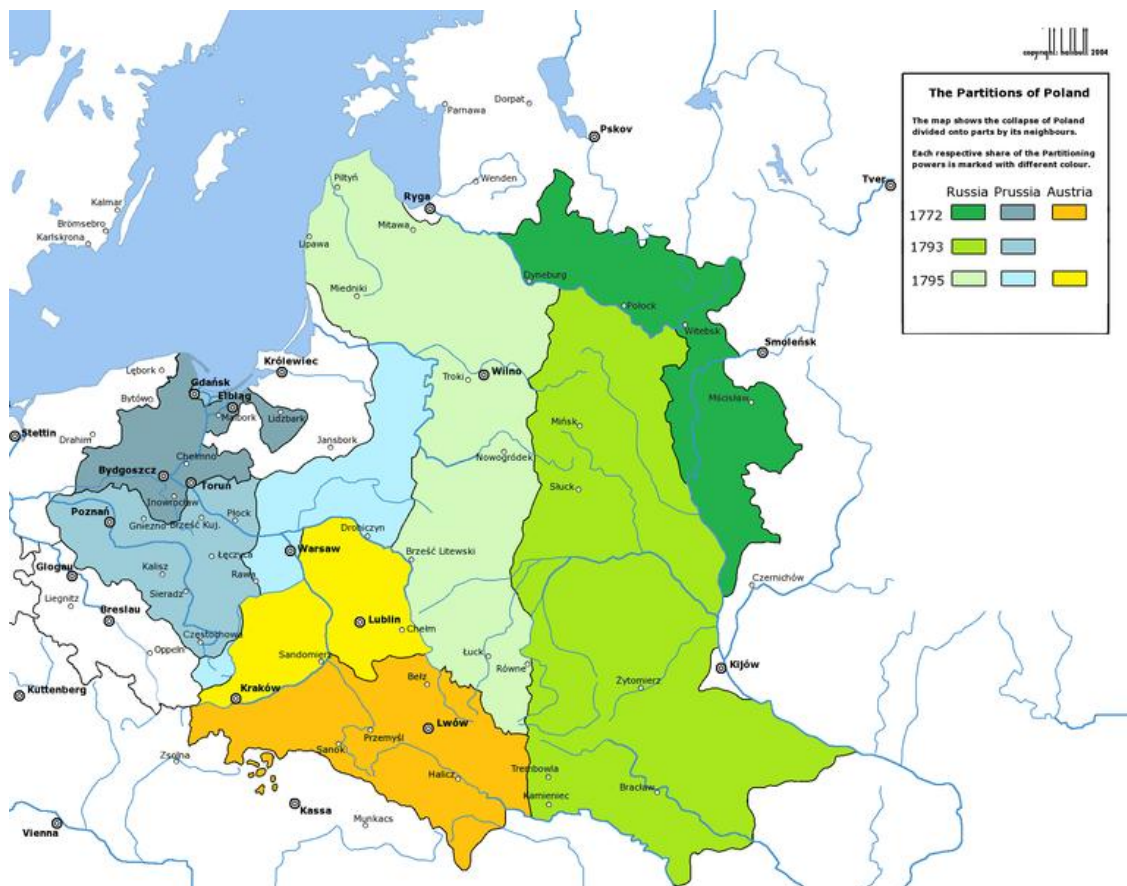 copyright: halibutt 2004
The Partitions of Poland
The map shows the collapse of Poland
divided onto parts by its neighbours.
Each respective share of the Partitioning
powers is marked with different colour.
Russia Prussia Austria
1772
1793
1795
Parnawa
Dorpat
Pskov
Tver
Piltyń
Wenden
Ryga
Kalmar
Mitawa
Brömsebro
Karlskrona
Lipawa
Dyneburg
Miedniki
Połock
Witebsk
Smoleńsk
Królewiec
Lębork
Troki
Wilno
Gdańsk
Bytów
Elbląg
Malbork
Lidzbark
Mścisław
Stettin
Drahim
Jansbork
Mińsk
Chełmno
Nowogródek
Bydgoszcz
Toruń
Słuck
Inowrocław
Poznań
Gniezno
Brześć Kuj.
Płock
Drohiczyn
Warsaw
Łęczyca
Brześć Litewski
Glogau
Kalisz
Rawa
Czernichów
Liegnitz
Sieradz
Breslau
Lublin
Chełm
Częstochowa
Oppeln
Sandomierz
Łuck
Równe
Kijów
Bełz
Żytomierz
Kuttenberg
Kraków
Lwów
Przemyśl
Sanok
Zsolna
Halicz
Trembowla
Bracław
Kamieniec
Kassa
Munkacs
Vienna